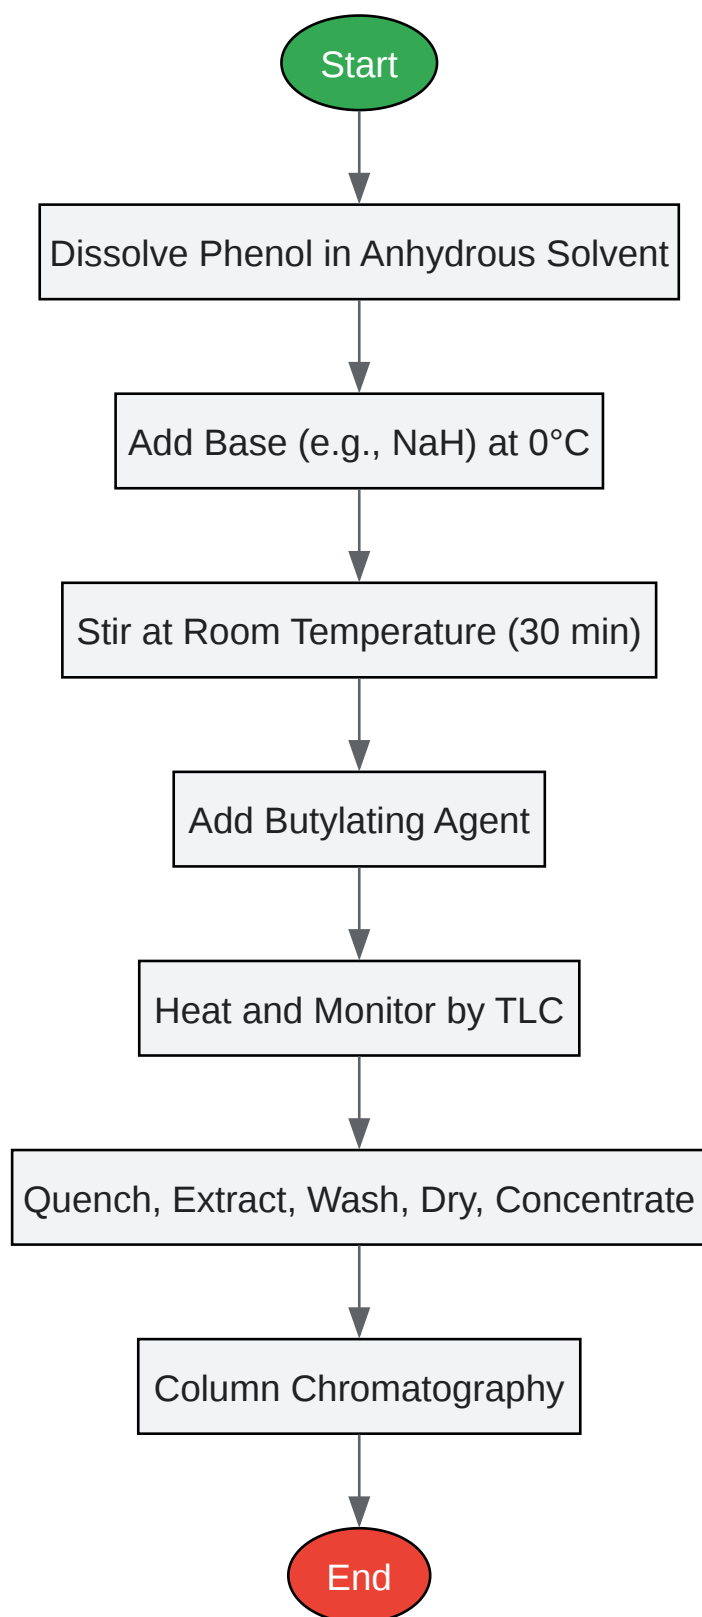 Start
Dissolve Phenol in Anhydrous Solvent
Add Base (e.g., NaH) at 0°C
Stir at Room Temperature (30 min)
Add Butylating Agent
Heat and Monitor by TLC
Quench, Extract, Wash, Dry, Concentrate
Column Chromatography
End